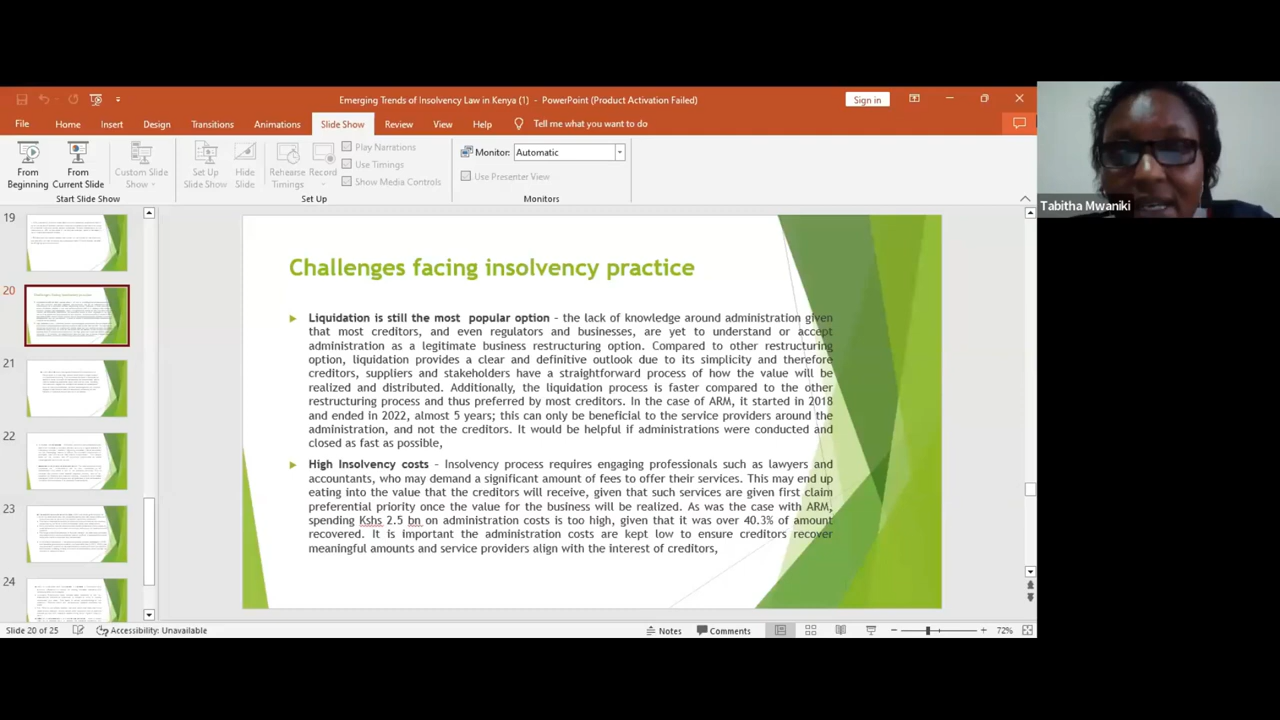 Emerging Trends of Insolvency Law in Kenya (1) - PowerPoint (Product Activation Failed)
Sign in
File Home Insert Design Transitions Animations Slide Show Review View Help Tell me what you want to do
From Beginning
From Current Slide
Custom Slide Show
Set Up Slide Show
Hide Slide
Rehearse Timings
Record
Play Narrations
Use Timings
Show Media Controls
Monitor: Automatic
Use Presenter View
Start Slide Show
Set Up
Monitors
Tabitha Mwaniki
19
20
21
22
23
24
Challenges facing insolvency practice
Liquidation is still the most popular option – the lack of knowledge around administration given
that most creditors, and even regulators and businesses, are yet to understand or accept
administration as a legitimate business restructuring option. Compared to other restructuring
option, liquidation provides a clear and definitive outlook due to its simplicity and therefore
creditors, suppliers and stakeholders have a straightforward process of how the value will be
realized and distributed. Additionally, the liquidation process is faster compared to the other
restructuring process and thus preferred by most creditors. In the case of ARM, it started in 2018
and ended in 2022, almost 5 years; this can only be beneficial to the service providers around the
administration, and not the creditors. It would be helpful if administrations were conducted and
closed as fast as possible,
High Insolvency costs – Insolvency process requires engaging professionals such as lawyers and
accountants, who may demand a significant amount of fees to offer their services. This may end up
eating into the value that the creditors will receive, given that such services are given first claim
preferential priority once the value for the business will be realized. As was the case with ARM,
spending Kshs 2.5 bn on administration costs is too high, given that it was over 40.3% of amount
recovered. It is important the administration costs are kept low to ensure creditors recover
meaningful amounts and service providers align with the interest of creditors,
Slide 20 of 25
Accessibility: Unavailable
Notes
Comments
72%